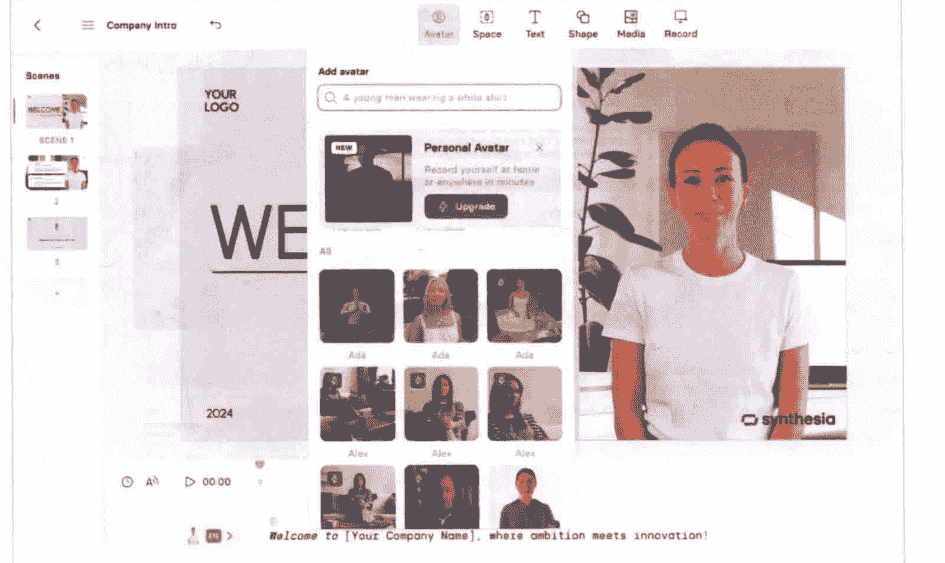 Company Intro
Avatar
Space
Text
Shape
Media
Record
Scenes
WELCOME
SCENE 1
2
3
YOUR
LOGO
WE
2024
Add avatar
A young man wearing a white shirt
NEW
Personal Avatar
Record yourself at home
or anywhere in minutes
Upgrade
All
Ada
Ada
Ada
Alex
Alex
Alex
synthesia
00:00
Welcome to [Your Company Name], where ambition meets innovation!